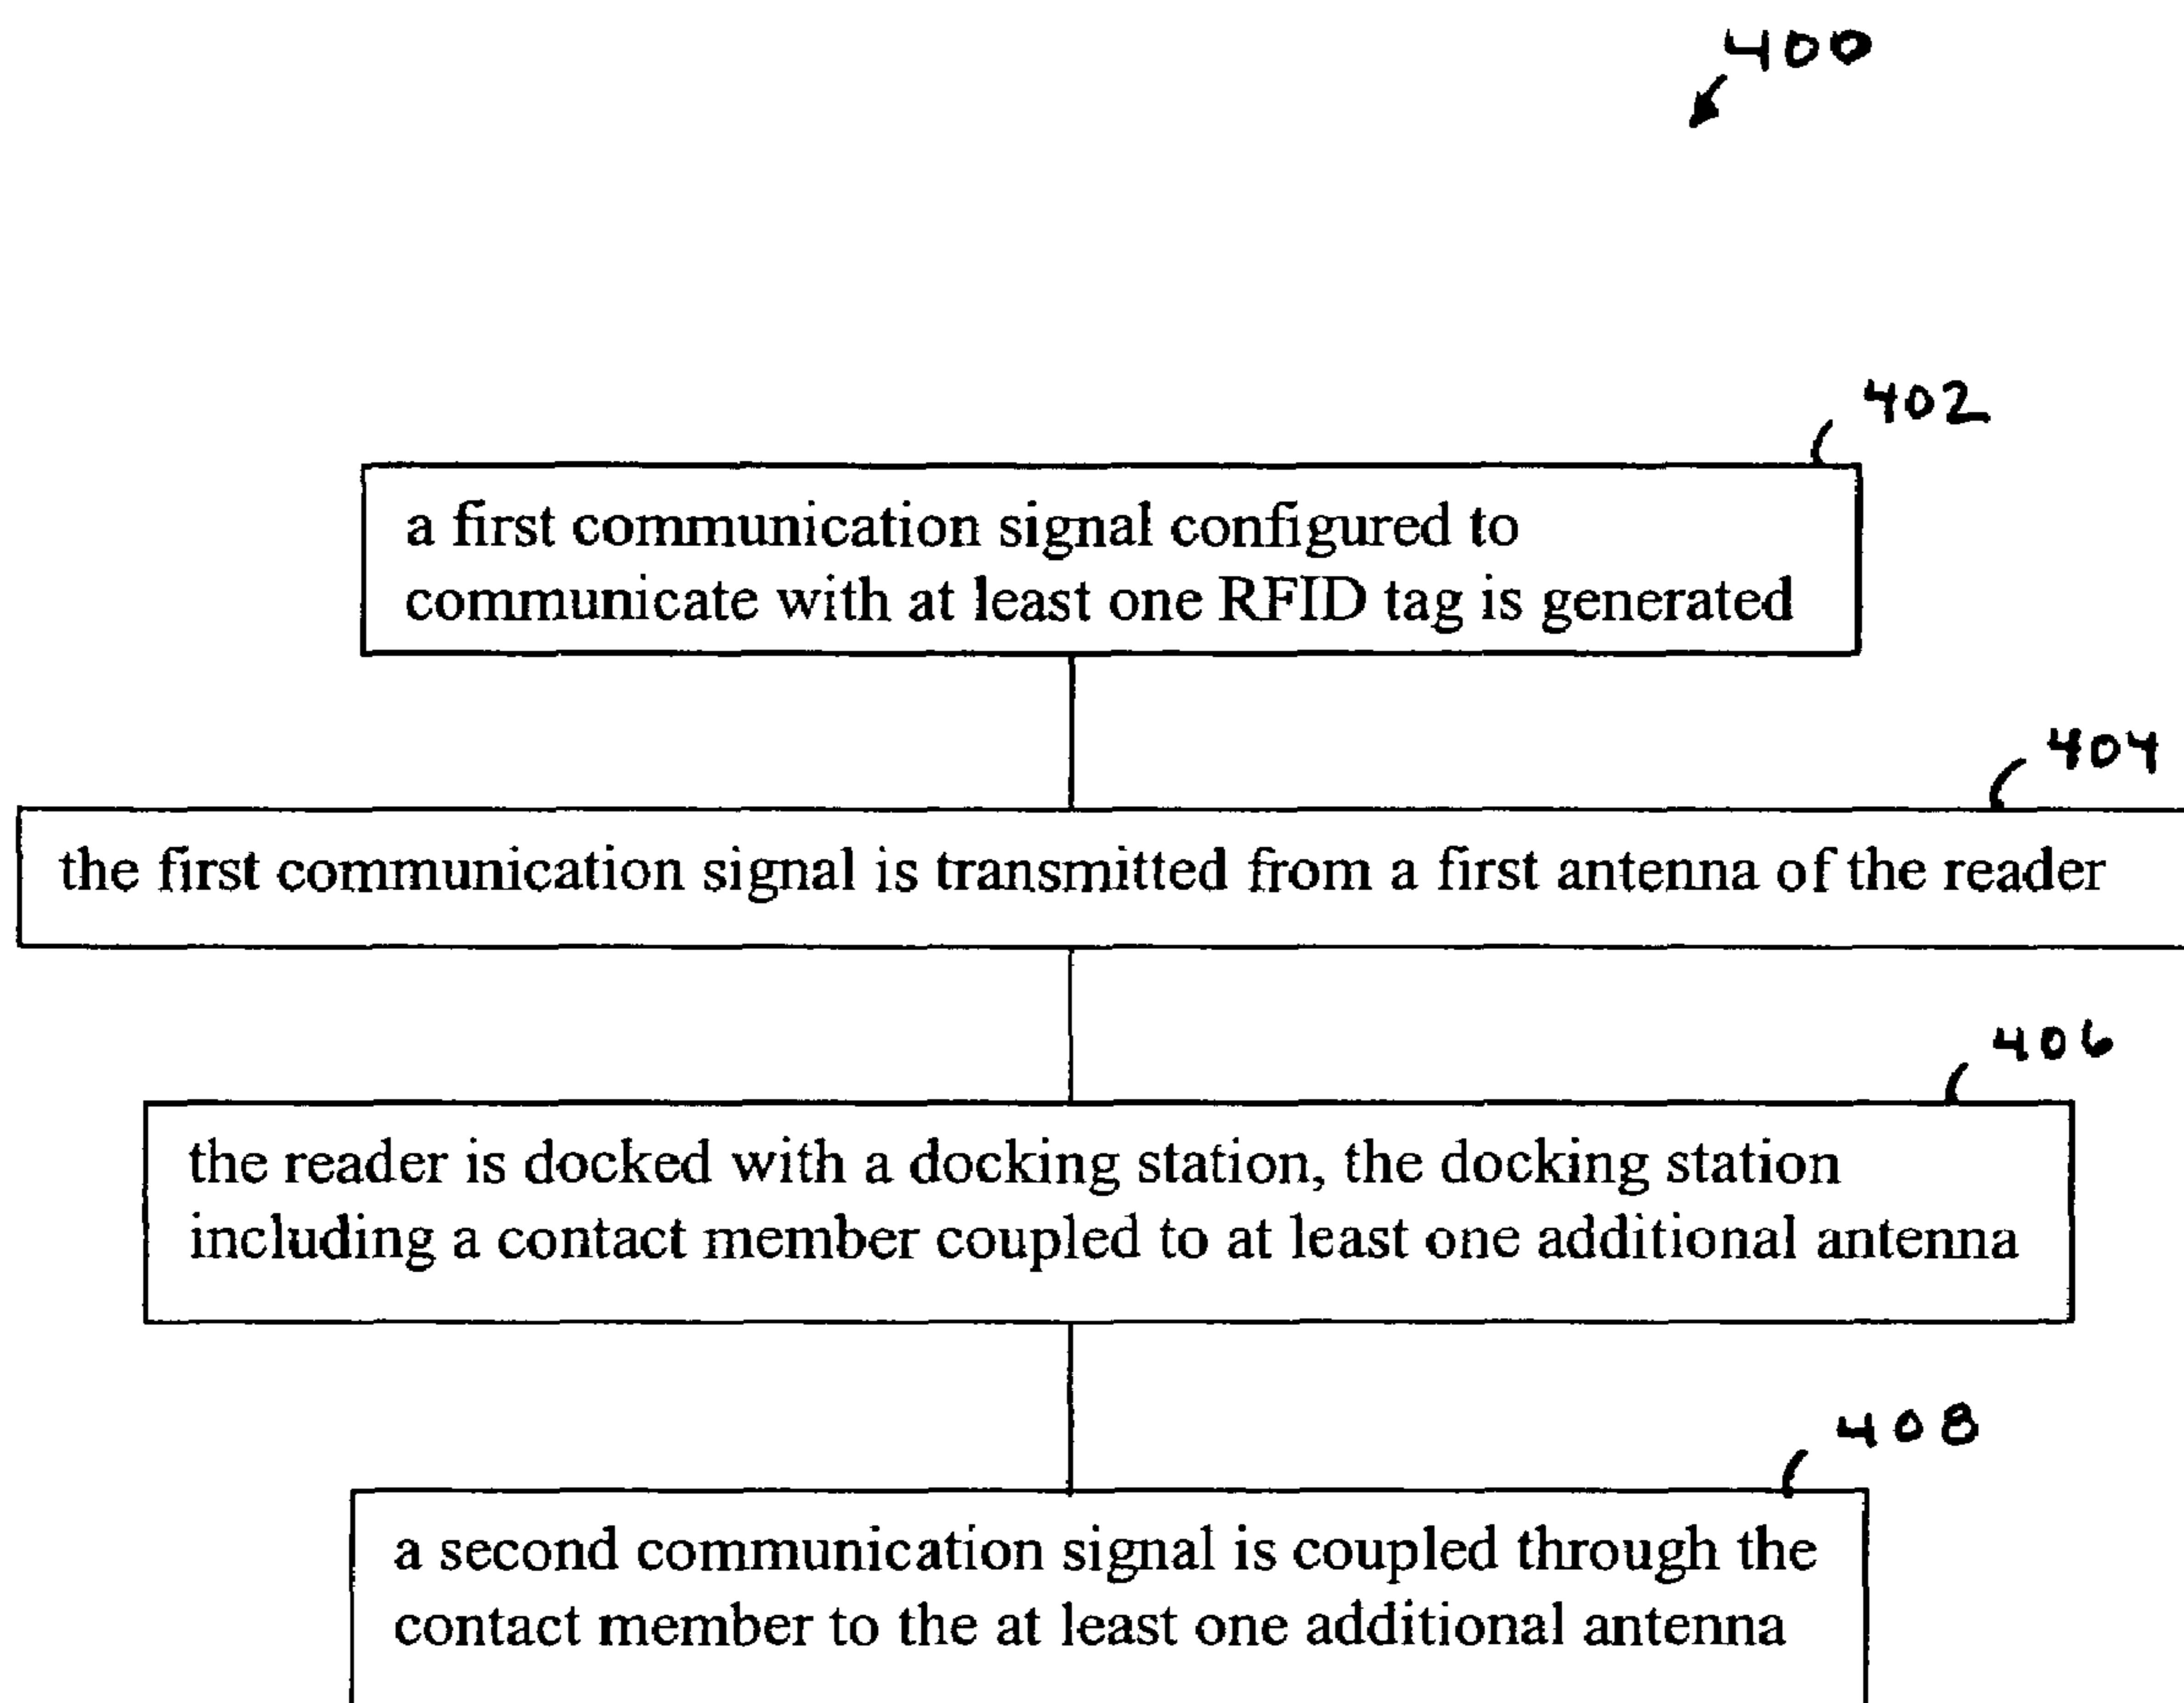 400
402
a first communication signal configured to
communicate with at least one RFID tag is generated
404
the first communication signal is transmitted from a first antenna of the reader
406
the reader is docked with a docking station, the docking station
including a contact member coupled to at least one additional antenna
408
a second communication signal is coupled through the
contact member to the at least one additional antenna